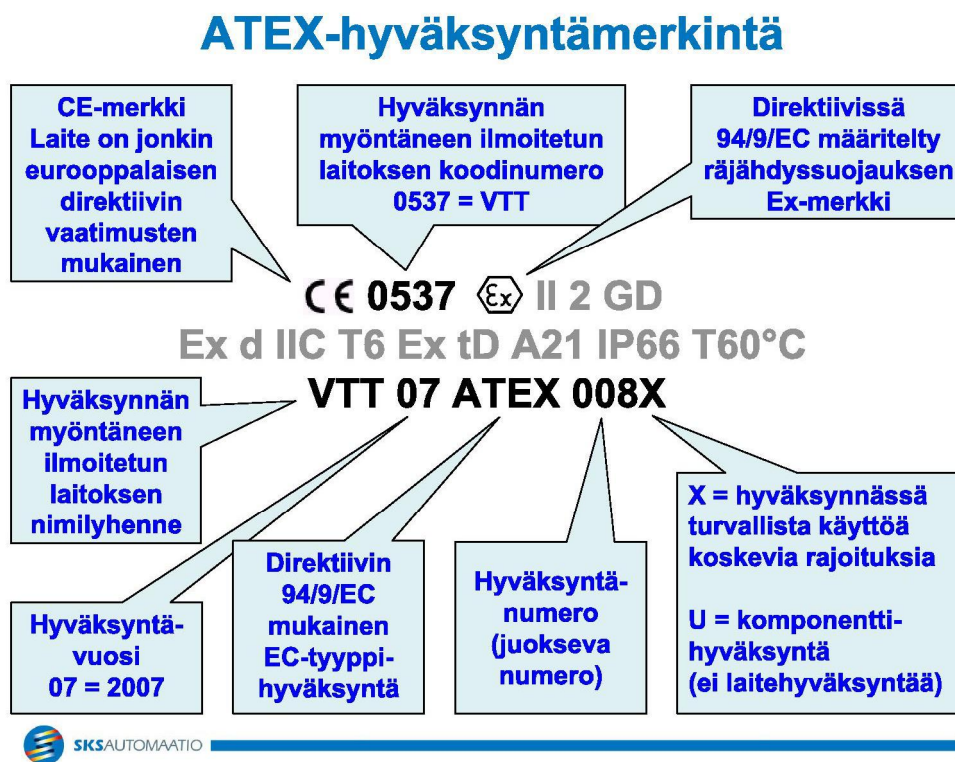 ATEX-hyväksyntämerkintä
CE-merkki
Laite on jonkin
eurooppalaisen
direktiivin
vaatimusten
mukainen
Hyväksynnän
myöntäneen ilmoitetun
laitoksen koodinumero
0537 = VTT
Direktiivissä
94/9/EC määritelty
räjähdyssuojauksen
Ex-merkki
CE 0537 Ex II 2 GD
Ex d IIC T6 Ex tD A21 IP66 T60°C
VTT 07 ATEX 008X
Hyväksynnän
myöntäneen
ilmoitetun
laitoksen
nimilyhenne
Hyväksyntä-
vuosi
07 = 2007
Direktiivin
94/9/EC
mukainen
EC-tyyppi-
hyväksyntä
Hyväksyntä-
numero
(juokseva
numero)
X = hyväksynnässä
turvallista käyttöä
koskevia rajoituksia
U = komponentti-
hyväksyntä
(ei laitehyväksyntää)
SKSAUTOMAATIO